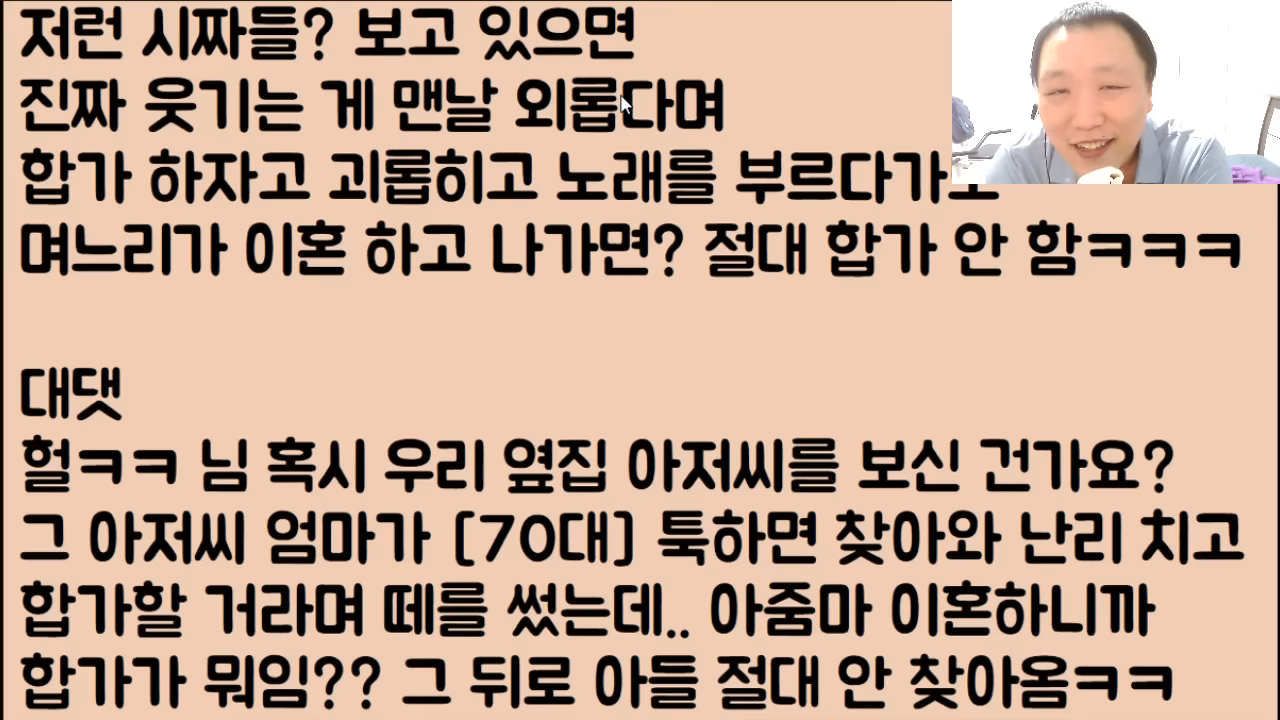 저런 시짜들? 보고 있으면
진짜 웃기는 게 맨날 외롭다며
합가 하자고 괴롭히고 노래를 부르다가도
며느리가 이혼 하고 나가면? 절대 합가 안 함ㅋㅋㅋ
대댓
헐ㅋㅋ 님 혹시 우리 옆집 아저씨를 보신 건가요?
그 아저씨 엄마가 [70대] 툭하면 찾아와 난리 치고
합가할 거라며 떼를 썼는데.. 아줌마 이혼하니까
합가가 뭐임?? 그 뒤로 아들 절대 안 찾아옴ㅋㅋ